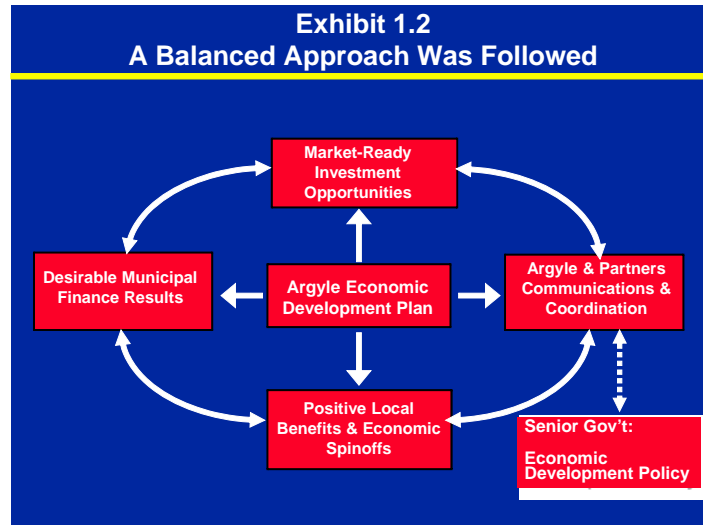 Exhibit 1.2
A Balanced Approach Was Followed
Market-Ready
Investment
Opportunities
Desirable Municipal
Finance Results
Argyle Economic
Development Plan
Argyle & Partners
Communications &
Coordination
Positive Local
Benefits & Economic
Spinoffs
Senior Gov't:
Economic
Development Policy